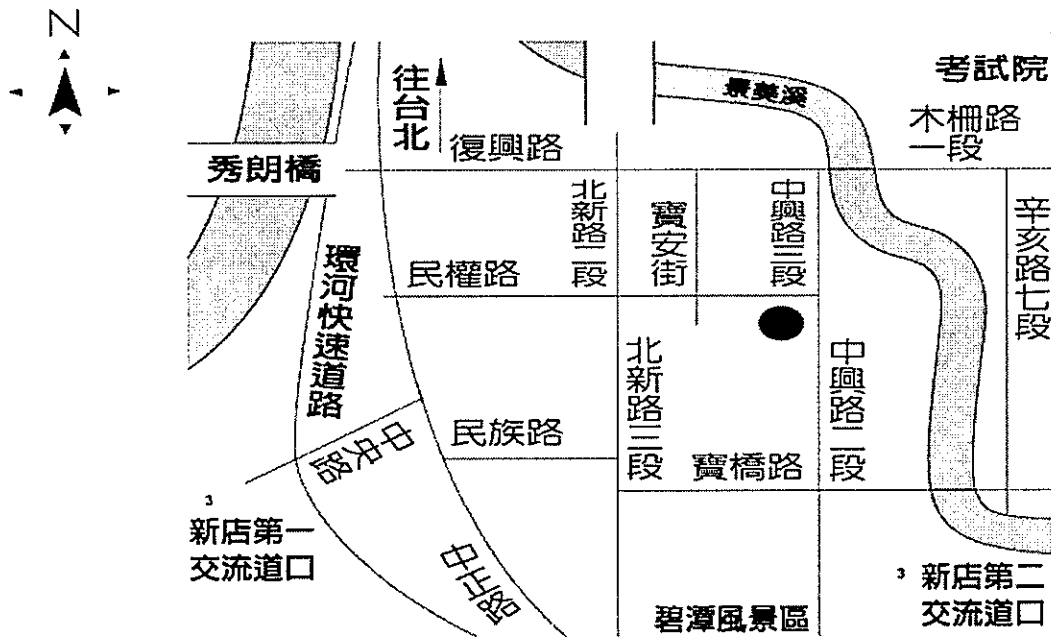 N
往台北
景美溪
考試院
木柵路
一段
復興路
秀朗橋
北新路二段
寶安街
中興路三段
辛亥路七段
環河快速道路
民權路
北新路三段
中興路二段
民族路
中央路
寶橋路
3
新店第一
交流道口
中正路
碧潭風景區
3 新店第二
交流道口